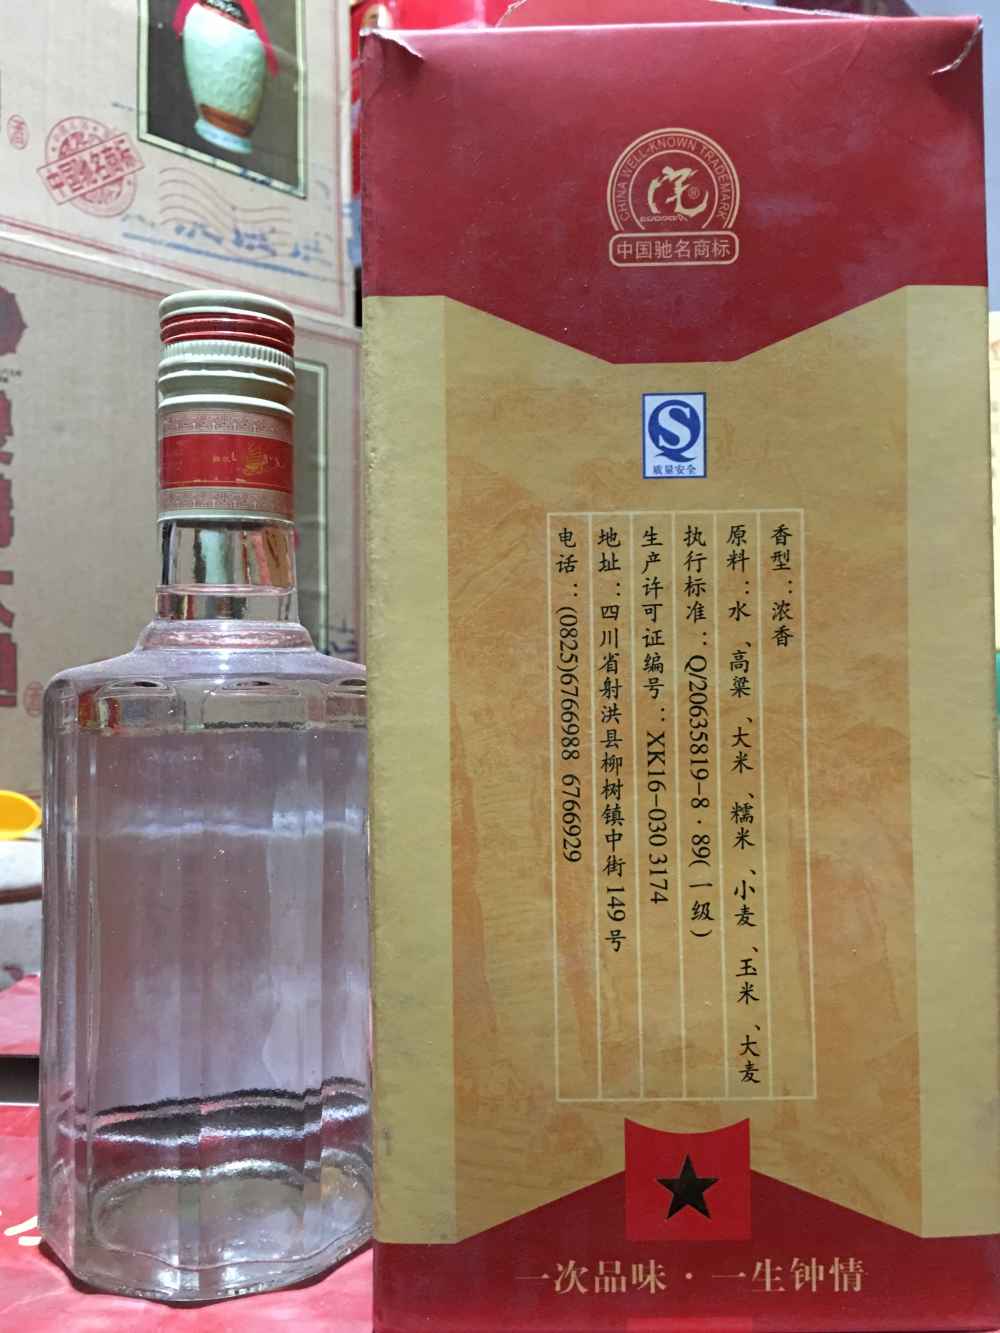 CHINA WELL-KNOWN TRADEMARK
®
中国驰名商标
质量安全
香型：浓香
原料：水、高粱、大米、糯米、小麦、玉米、大麦
执行标准：Q/20635819-8·89(一级)
生产许可证编号：XK16-030 3174
地址：四川省射洪县柳树镇中街149号
电话：(0825)6766988 6766929
一次品味·一生钟情
中国驰名商标